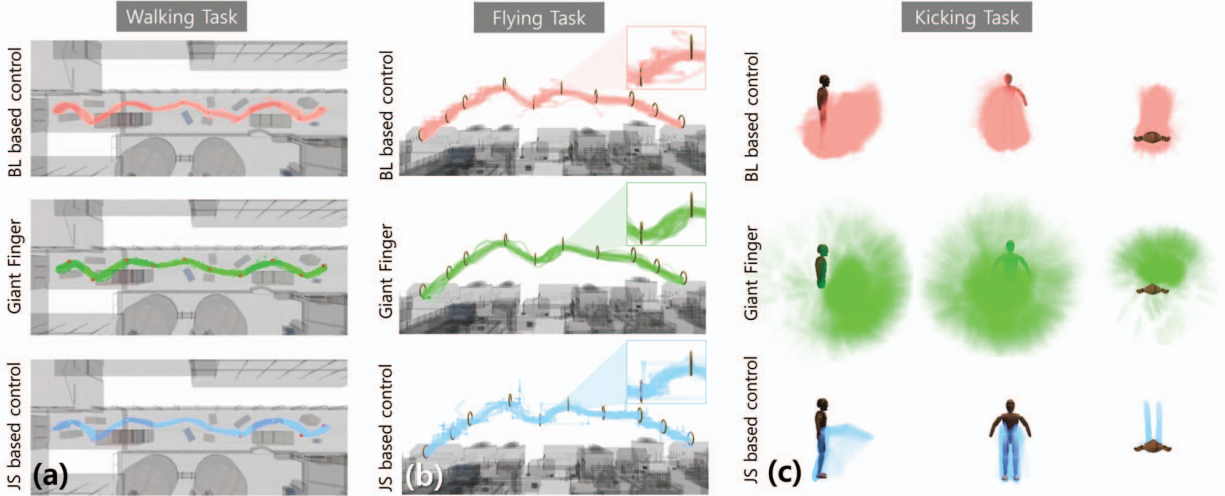 Walking Task
Flying Task
Kicking Task
BL based control
BL based control
BL based control
Giant Finger
Giant Finger
Giant Finger
JS based control
JS based control
JS based control
(a)
(b)
(c)